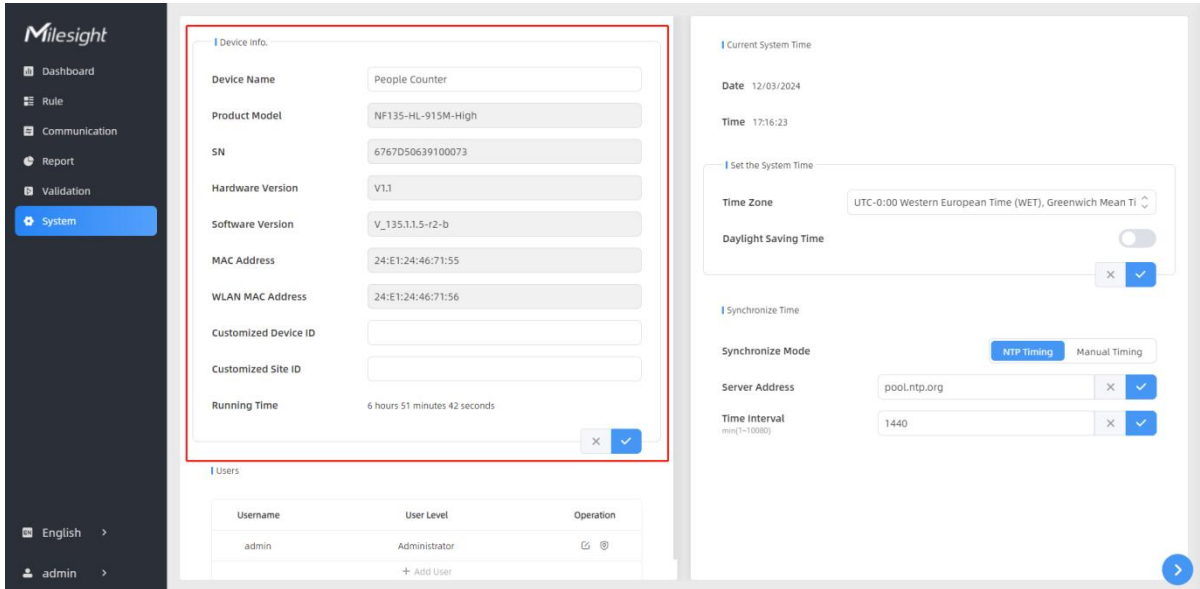 Milesight
Dashboard
Rule
Communication
Report
Validation
System
EN English
admin
Device Info.
Device Name People Counter
Product Model NF135-HL-915M-High
SN 6767D50639100073
Hardware Version V1.1
Software Version V_135.1.1.5-r2-b
MAC Address 24:E1:24:46:71:55
WLAN MAC Address 24:E1:24:46:71:56
Customized Device ID
Customized Site ID
Running Time 6 hours 51 minutes 42 seconds
Users
Username User Level Operation
admin Administrator
+ Add User
Current System Time
Date 12/03/2024
Time 17:16:23
Set the System Time
Time Zone UTC-0:00 Western European Time (WET), Greenwich Mean Ti
Daylight Saving Time
Synchronize Time
Synchronize Mode NTP Timing Manual Timing
Server Address pool.ntp.org
Time Interval 1440
min(1~10080)